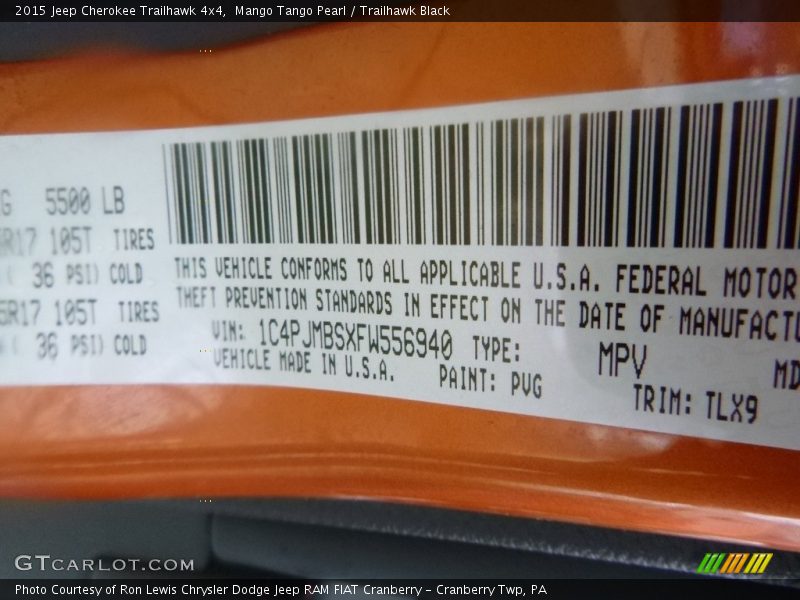 2015 Jeep Cherokee Trailhawk 4x4, Mango Tango Pearl / Trailhawk Black
G 5500 LB
5R17 105T TIRES
( 36 PSI) COLD
5R17 105T TIRES
( 36 PSI) COLD
THIS VEHICLE CONFORMS TO ALL APPLICABLE U.S.A. FEDERAL MOTOR
THEFT PREVENTION STANDARDS IN EFFECT ON THE DATE OF MANUFACTU
VIN: 1C4PJMBSXFW556940 TYPE: MPV MD
VEHICLE MADE IN U.S.A. PAINT: PVG TRIM: TLX9
GTCARLOT.COM
Photo Courtesy of Ron Lewis Chrysler Dodge Jeep RAM FIAT Cranberry – Cranberry Twp, PA